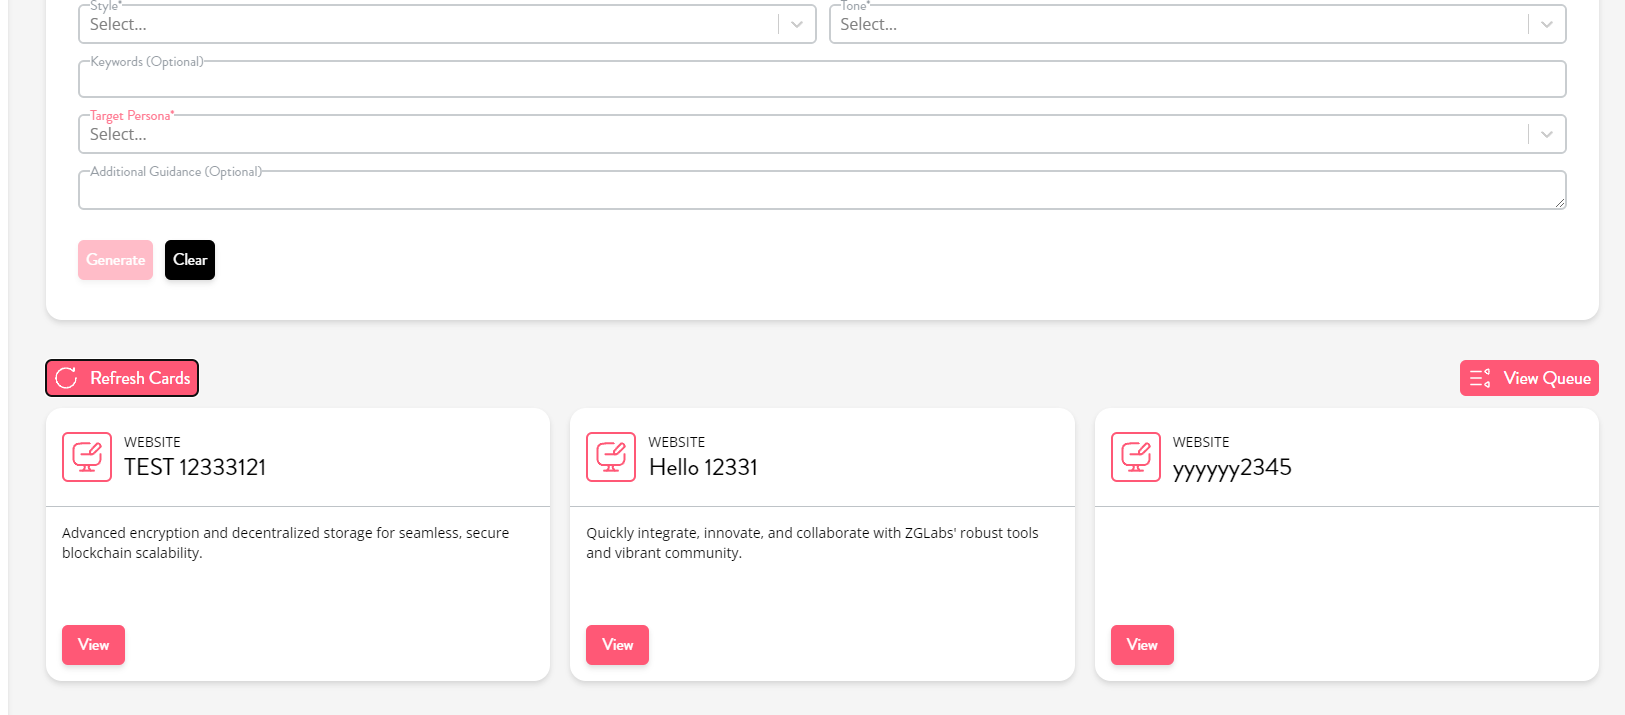 Style*
Tone*
Select...
Select...
Keywords (Optional)
Target Persona*
Select...
Additional Guidance (Optional)
Generate
Clear
Refresh Cards
View Queue
WEBSITE
TEST 12333121
Advanced encryption and decentralized storage for seamless, secure
blockchain scalability.
View
WEBSITE
Hello 12331
Quickly integrate, innovate, and collaborate with ZGLabs' robust tools
and vibrant community.
View
WEBSITE
yyyyyy2345
View